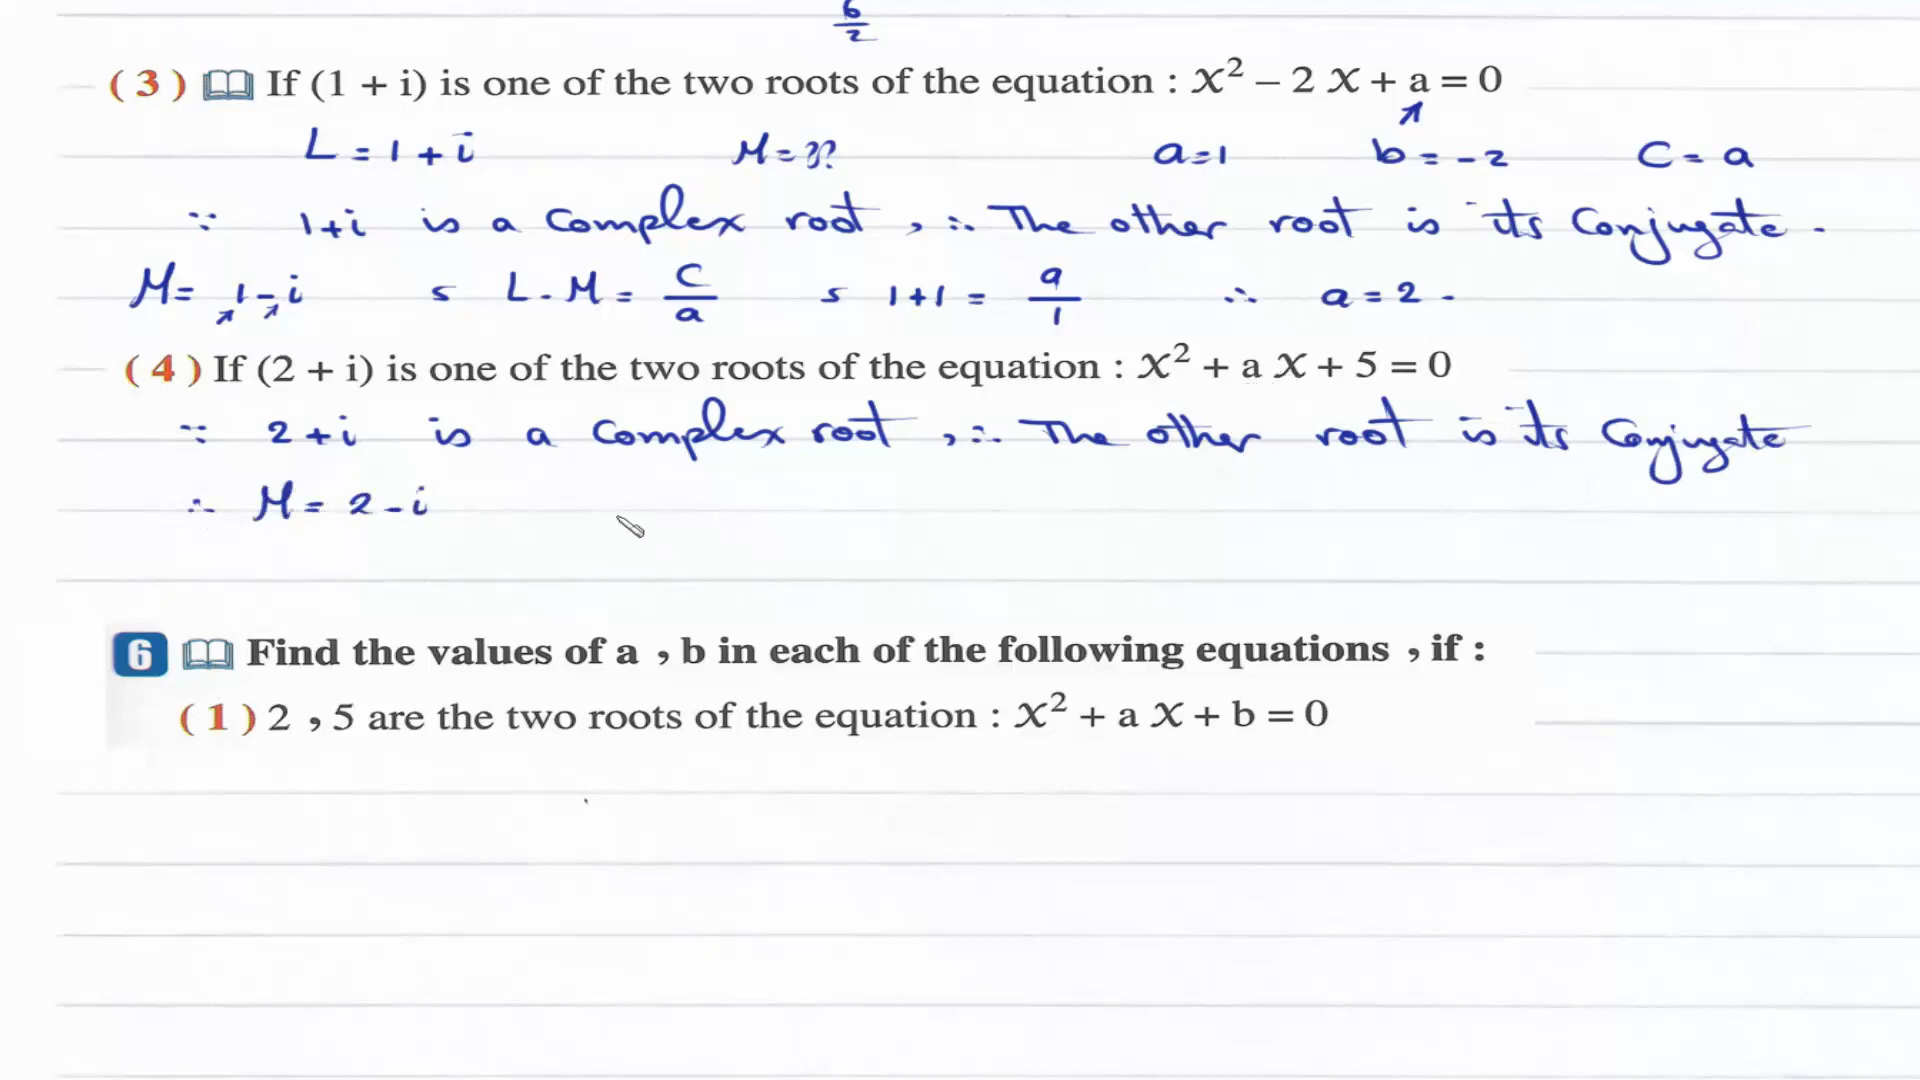 b/2
( 3 ) If (1 + i) is one of the two roots of the equation : x² – 2 x + a = 0
L = 1 + i M = ?? a = 1 b = - 2 C = a
∵ 1+i is a complex root , ∴ The other root is its Conjugate .
M = 1 - i , L . M = C/a , 1+1 = a/1 ∴ a = 2 .
( 4 ) If (2 + i) is one of the two roots of the equation : x² + a x + 5 = 0
∵ 2 + i is a complex root , ∴ The other root is its Conjugate
∴ M = 2 - i
6 Find the values of a , b in each of the following equations , if :
( 1 ) 2 , 5 are the two roots of the equation : x² + a x + b = 0